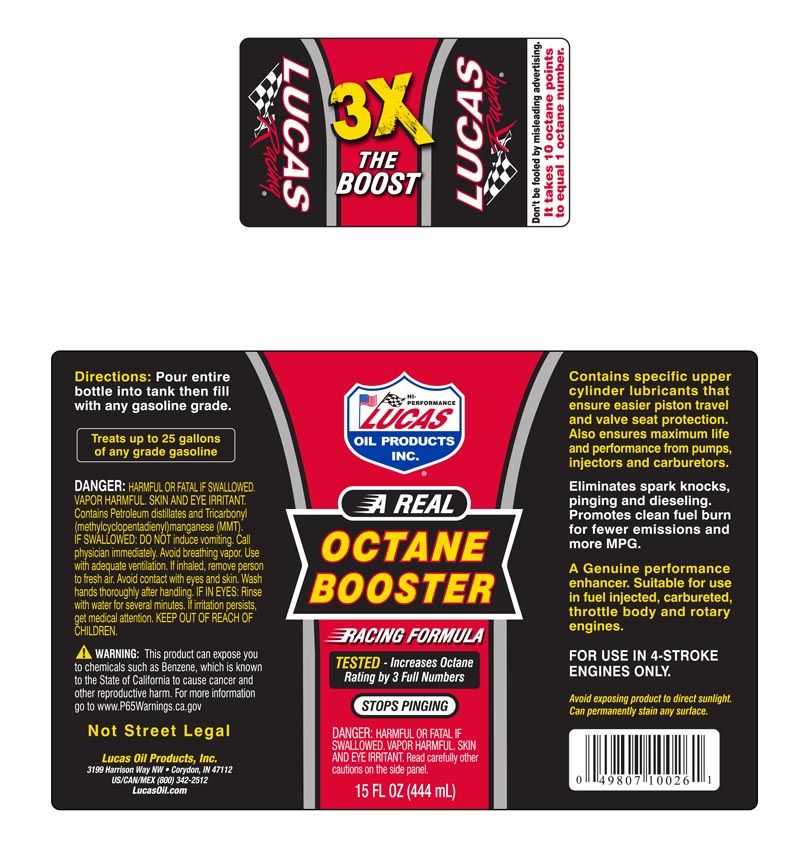 LUCAS
Racing
®
3X
THE
BOOST
LUCAS
Racing
®
Don't be fooled by misleading advertising.
It takes 10 octane points
to equal 1 octane number.
Directions: Pour entire
bottle into tank then fill
with any gasoline grade.
Treats up to 25 gallons
of any grade gasoline
DANGER: HARMFUL OR FATAL IF SWALLOWED.
VAPOR HARMFUL. SKIN AND EYE IRRITANT.
Contains Petroleum distillates and Tricarbonyl
(methylcyclopentadienyl)manganese (MMT).
IF SWALLOWED: DO NOT induce vomiting. Call
physician immediately. Avoid breathing vapor. Use
with adequate ventilation. If inhaled, remove person
to fresh air. Avoid contact with eyes and skin. Wash
hands thoroughly after handling. IF IN EYES: Rinse
with water for several minutes. If irritation persists,
get medical attention. KEEP OUT OF REACH OF
CHILDREN.
WARNING: This product can expose you
to chemicals such as Benzene, which is known
to the State of California to cause cancer and
other reproductive harm. For more information
go to www.P65Warnings.ca.gov
Not Street Legal
Lucas Oil Products, Inc.
3199 Harrison Way NW • Corydon, IN 47112
US/CAN/MEX (800) 342-2512
LucasOil.com
HI-
PERFORMANCE
LUCAS
OIL PRODUCTS
INC.
®
A REAL
OCTANE
BOOSTER
RACING FORMULA
TESTED - Increases Octane
Rating by 3 Full Numbers
STOPS PINGING
DANGER: HARMFUL OR FATAL IF
SWALLOWED. VAPOR HARMFUL. SKIN
AND EYE IRRITANT. Read carefully other
cautions on the side panel.
15 FL OZ (444 mL)
Contains specific upper
cylinder lubricants that
ensure easier piston travel
and valve seat protection.
Also ensures maximum life
and performance from pumps,
injectors and carburetors.
Eliminates spark knocks,
pinging and dieseling.
Promotes clean fuel burn
for fewer emissions and
more MPG.
A Genuine performance
enhancer. Suitable for use
in fuel injected, carbureted,
throttle body and rotary
engines.
FOR USE IN 4-STROKE
ENGINES ONLY.
Avoid exposing product to direct sunlight.
Can permanently stain any surface.
0 49807 10026 1